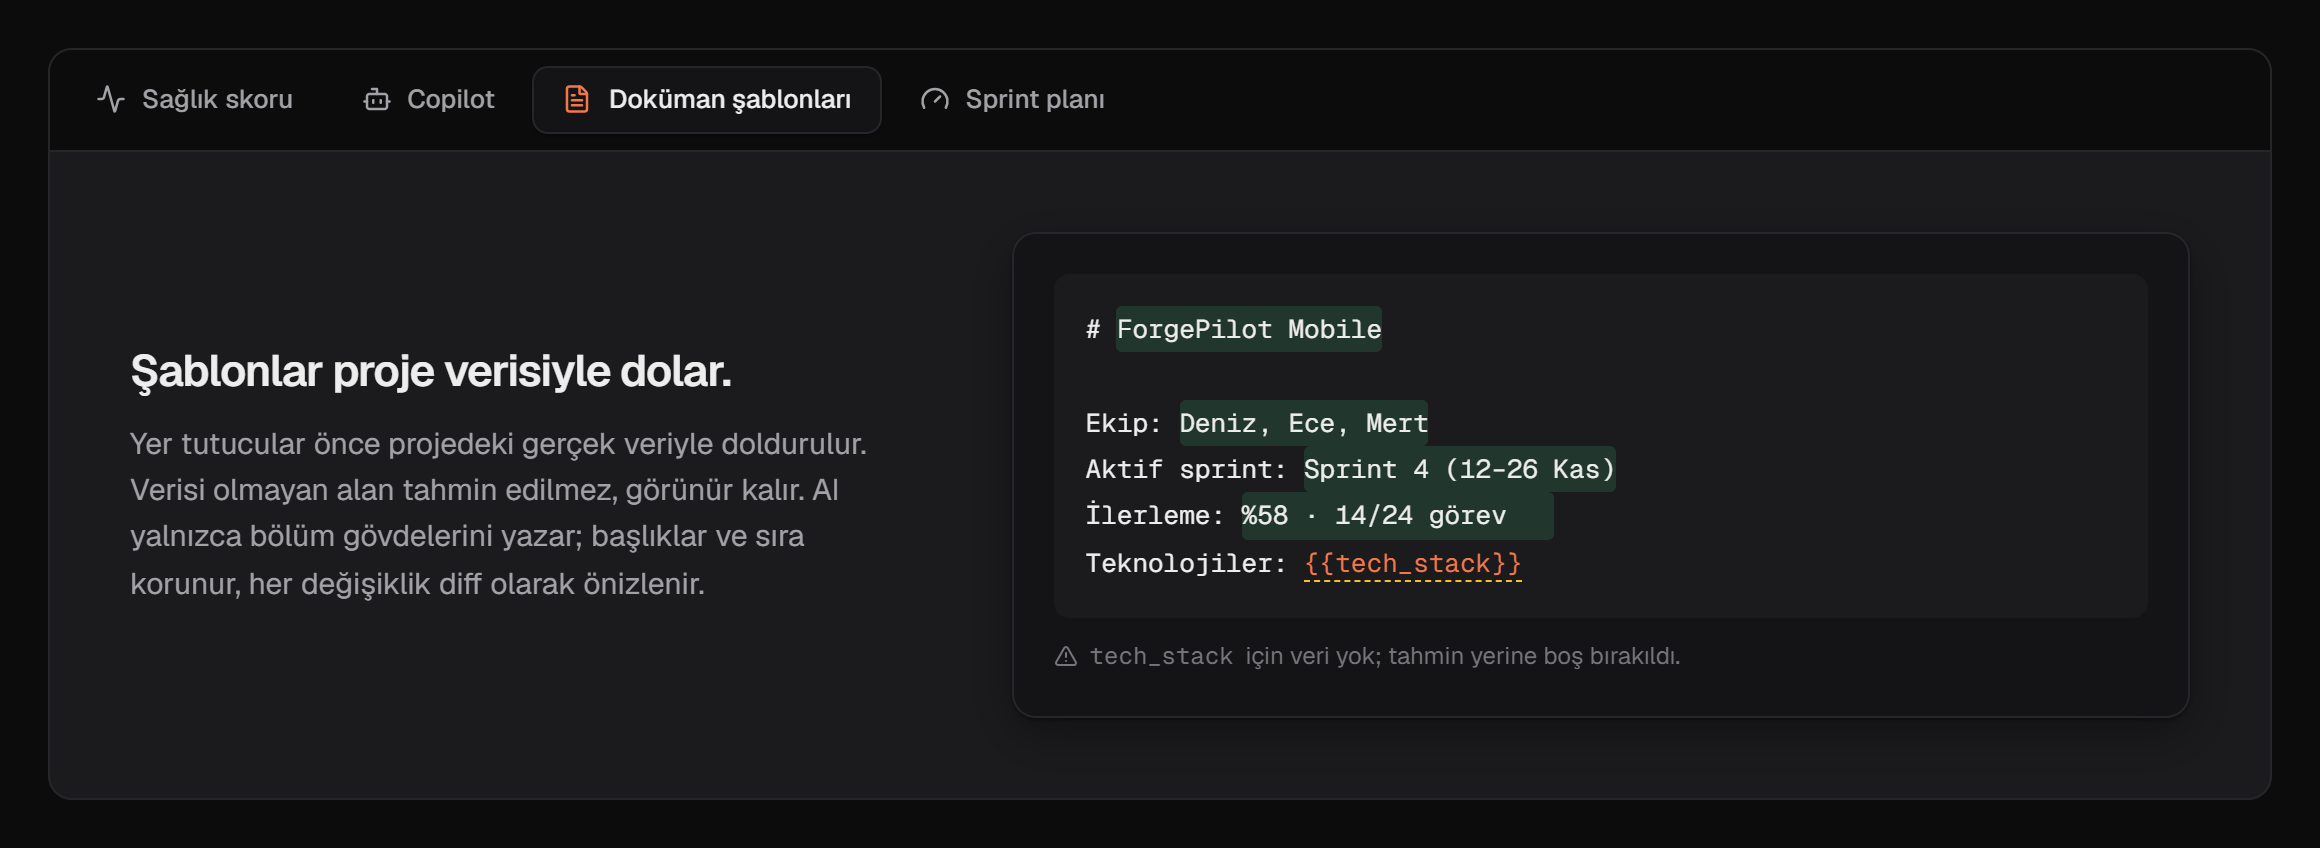 Sağlık skoru
Copilot
Doküman şablonları
Sprint planı
Şablonlar proje verisiyle dolar.
Yer tutucular önce projedeki gerçek veriyle doldurulur.
Verisi olmayan alan tahmin edilmez, görünür kalır. AI
yalnızca bölüm gövdelerini yazar; başlıklar ve sıra
korunur, her değişiklik diff olarak önizlenir.
# ForgePilot Mobile
Ekip: Deniz, Ece, Mert
Aktif sprint: Sprint 4 (12–26 Kas)
İlerleme: %58 · 14/24 görev
Teknolojiler: {{tech_stack}}
tech_stack için veri yok; tahmin yerine boş bırakıldı.